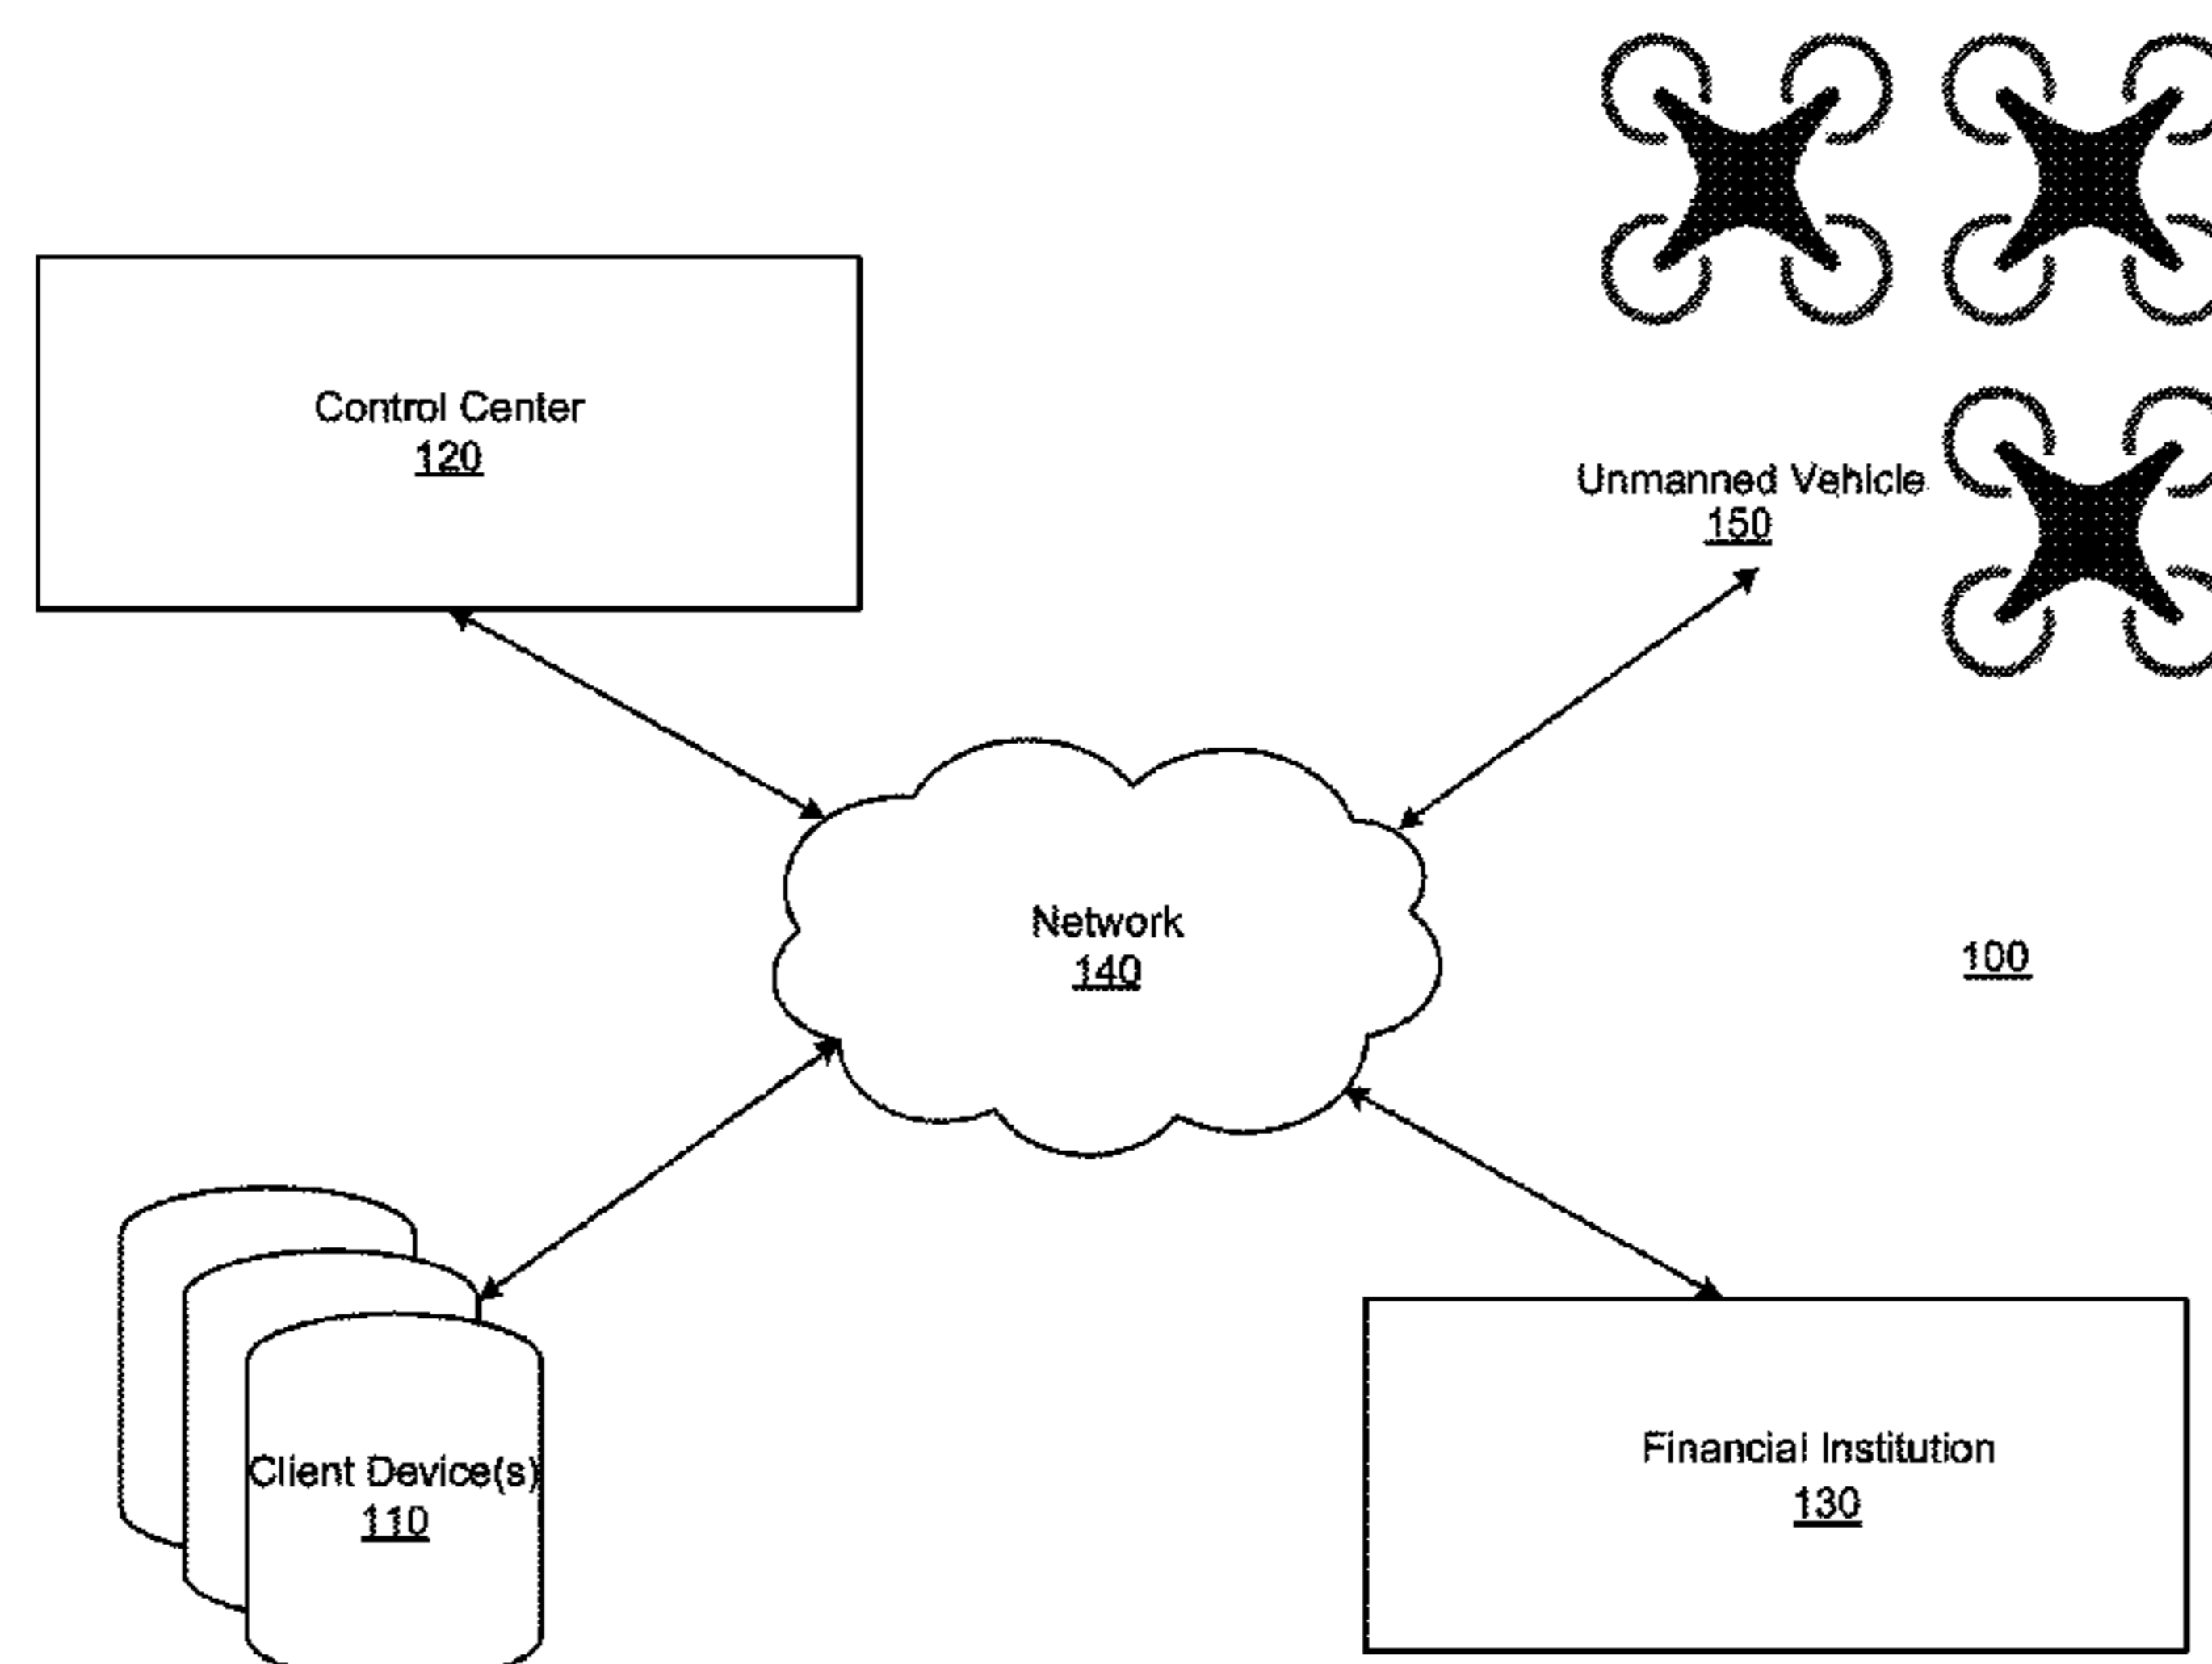 Control Center
120
Unmanned Vehicle
150
Network
140
100
Client Device(s)
110
Financial Institution
130